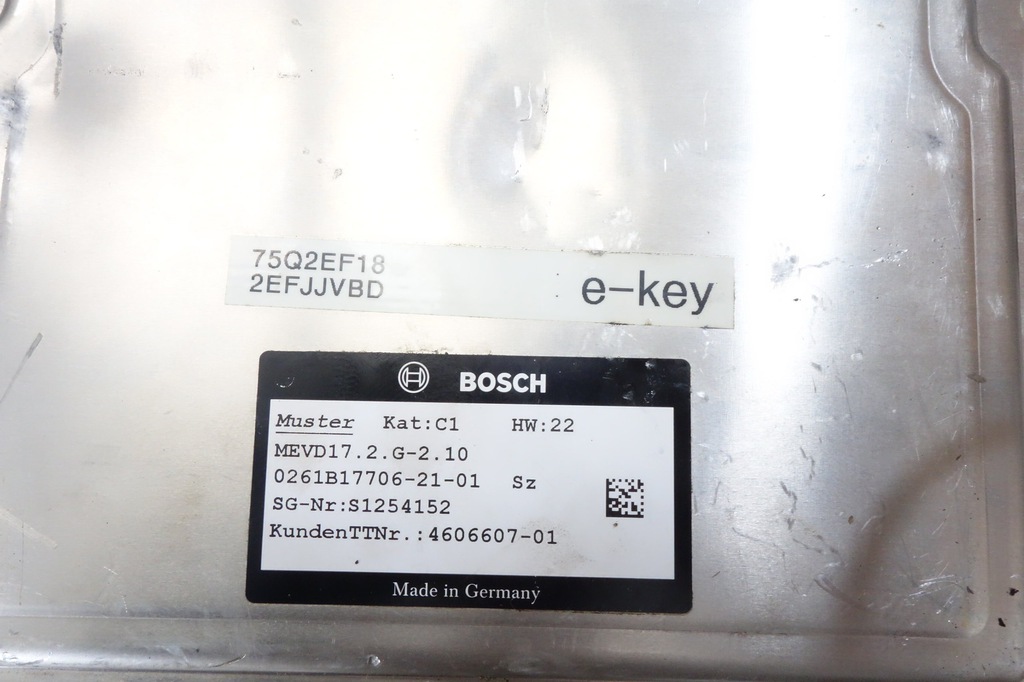 75Q2EF18
2EFJJVBD
e-key
BOSCH
Muster Kat:C1 HW:22
MEVD17.2.G-2.10
0261B17706-21-01 Sz
SG-Nr:S1254152
KundenTTNr.:4606607-01
Made in Germany